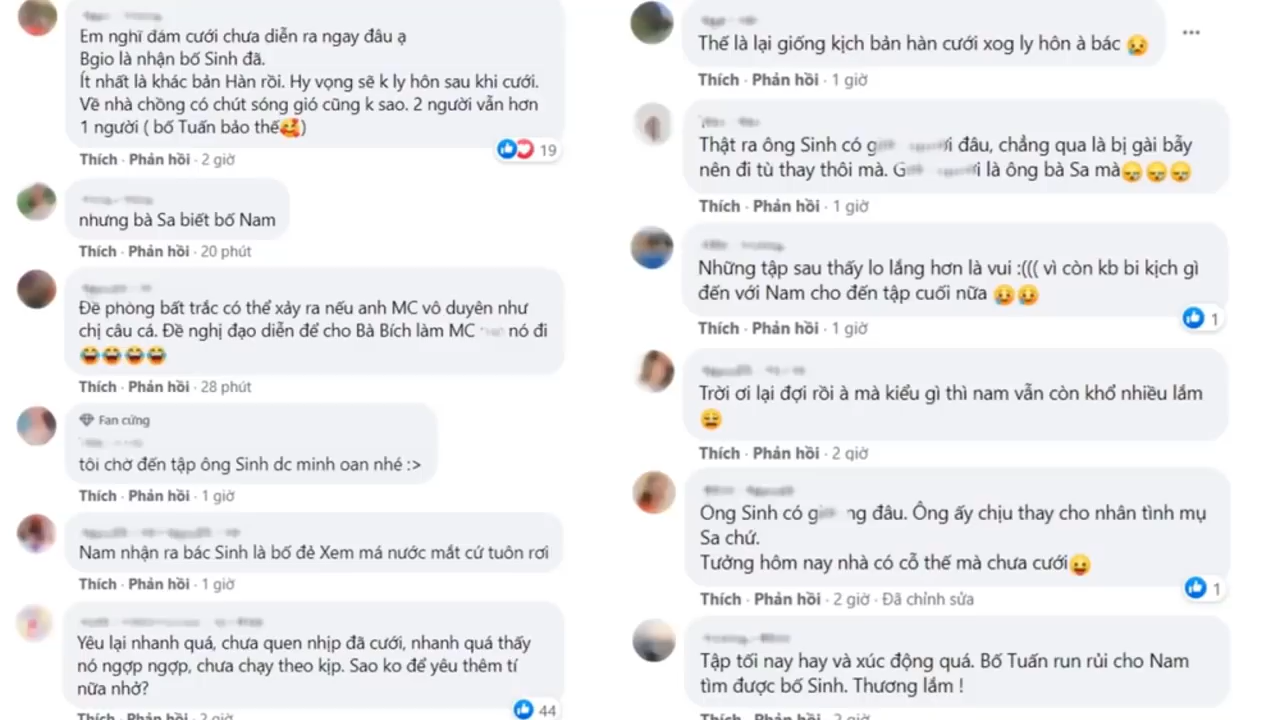 Em nghĩ đám cưới chưa diễn ra ngay đâu ạ
Bgio là nhận bố Sinh đã.
Ít nhất là khác bản Hàn rồi. Hy vọng sẽ k ly hôn sau khi cưới.
Về nhà chồng có chút sóng gió cũng k sao. 2 người vẫn hơn
1 người ( bố Tuấn bảo thế🥰)
19
Thích · Phản hồi · 2 giờ
nhưng bà Sa biết bố Nam
Thích · Phản hồi · 20 phút
Đề phòng bất trắc có thể xảy ra nếu anh MC vô duyên như
chị câu cá. Đề nghị đạo diễn để cho Bà Bích làm MC nó đi
😂😂😂😂
Thích · Phản hồi · 28 phút
Fan cứng
tôi chờ đến tập ông Sinh dc minh oan nhé :>
Thích · Phản hồi · 1 giờ
Nam nhận ra bác Sinh là bố đẻ Xem má nước mắt cứ tuôn rơi
Thích · Phản hồi · 1 giờ
Yêu lại nhanh quá, chưa quen nhịp đã cưới, nhanh quá thấy
nó ngợp ngợp, chưa chạy theo kịp. Sao ko để yêu thêm tí
nữa nhở?
44
Thích · Phản hồi · 2 giờ
Thế là lại giống kịch bản hàn cưới xog ly hôn à bác 😥
Thích · Phản hồi · 1 giờ
Thật ra ông Sinh có đâu, chẳng qua là bị gài bẫy
nên đi tù thay thôi mà. là ông bà Sa mà😪😪😪
Thích · Phản hồi · 1 giờ
Những tập sau thấy lo lắng hơn là vui :((( vì còn kb bi kịch gì
đến với Nam cho đến tập cuối nữa 😥😥
1
Thích · Phản hồi · 1 giờ
Trời ơi lại đợi rồi à mà kiểu gì thì nam vẫn còn khổ nhiều lắm
😩
Thích · Phản hồi · 2 giờ
Ong Sinh có đâu. Ông ấy chịu thay cho nhân tình mụ
Sa chứ.
Tưởng hôm nay nhà có cỗ thế mà chưa cưới😛
1
Thích · Phản hồi · 2 giờ · Đã chỉnh sửa
Tập tối nay hay và xúc động quá. Bố Tuấn run rủi cho Nam
tìm được bố Sinh. Thương lắm !
Thích · Phản hồi · 2 giờ